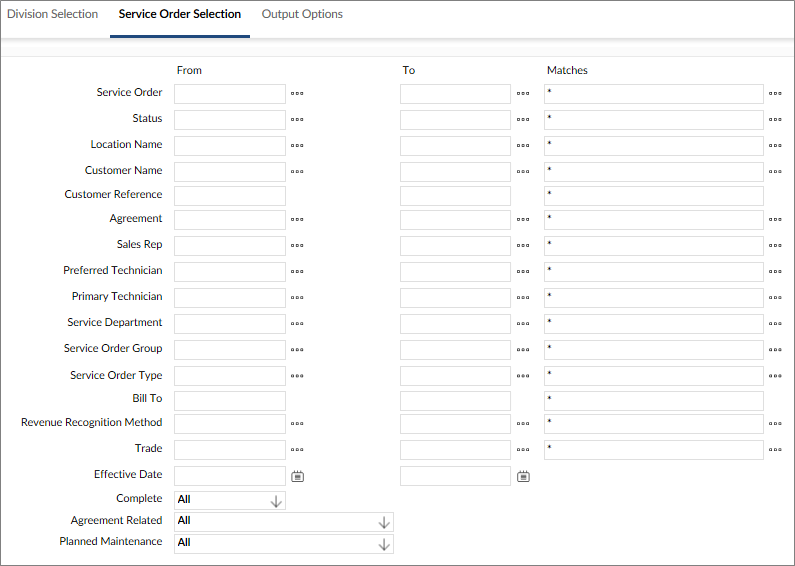 Division Selection Service Order Selection Output Options
From To Matches
Service Order *
Status *
Location Name *
Customer Name *
Customer Reference *
Agreement *
Sales Rep *
Preferred Technician *
Primary Technician *
Service Department *
Service Order Group *
Service Order Type *
Bill To *
Revenue Recognition Method *
Trade *
Effective Date
Complete All
Agreement Related All
Planned Maintenance All